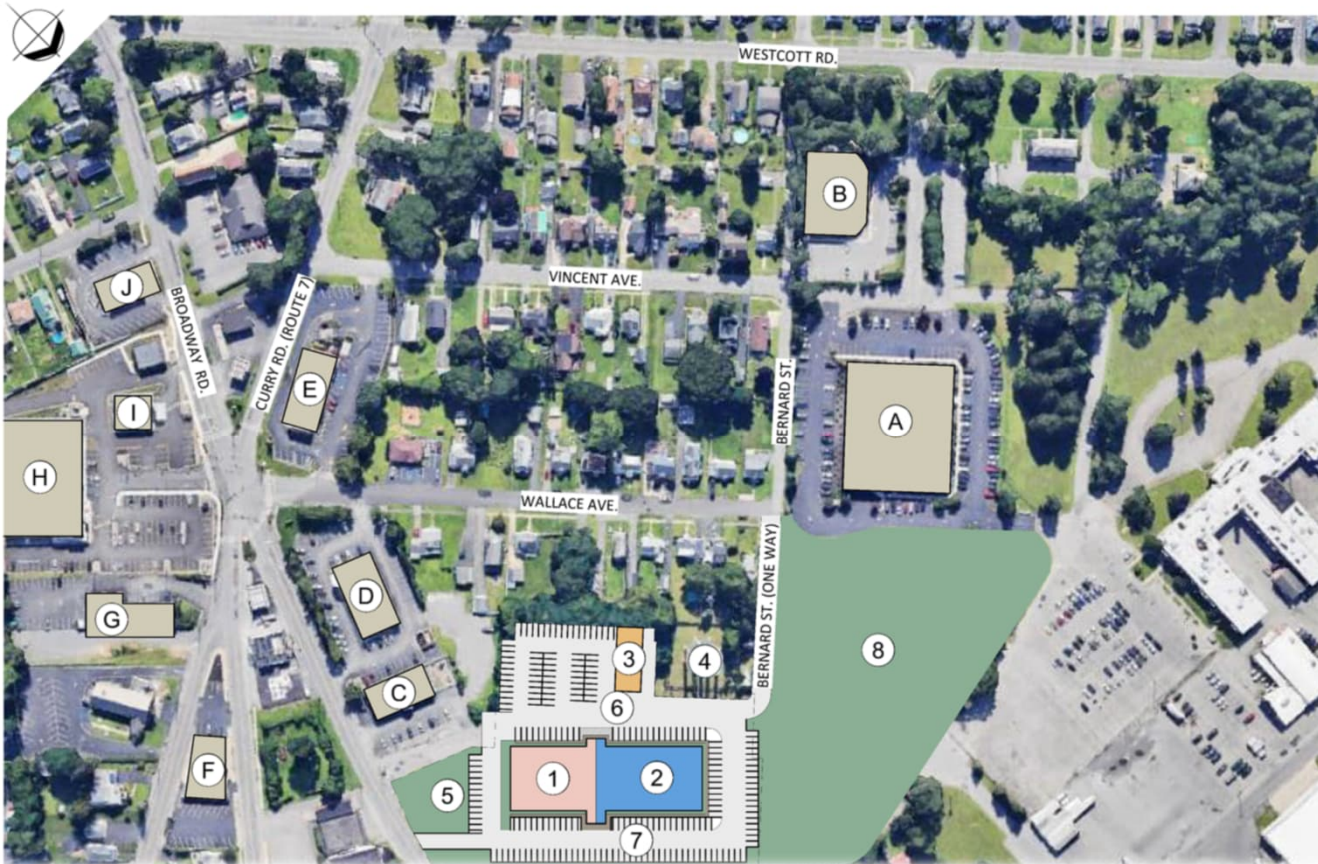 WESTCOTT RD.
B
VINCENT AVE.
J
BROADWAY RD.
CURRY RD. (ROUTE 7)
E
BERNARD ST.
I
A
H
WALLACE AVE.
BERNARD ST. (ONE WAY)
D
G
3
4
8
C
6
F
1
2
5
7